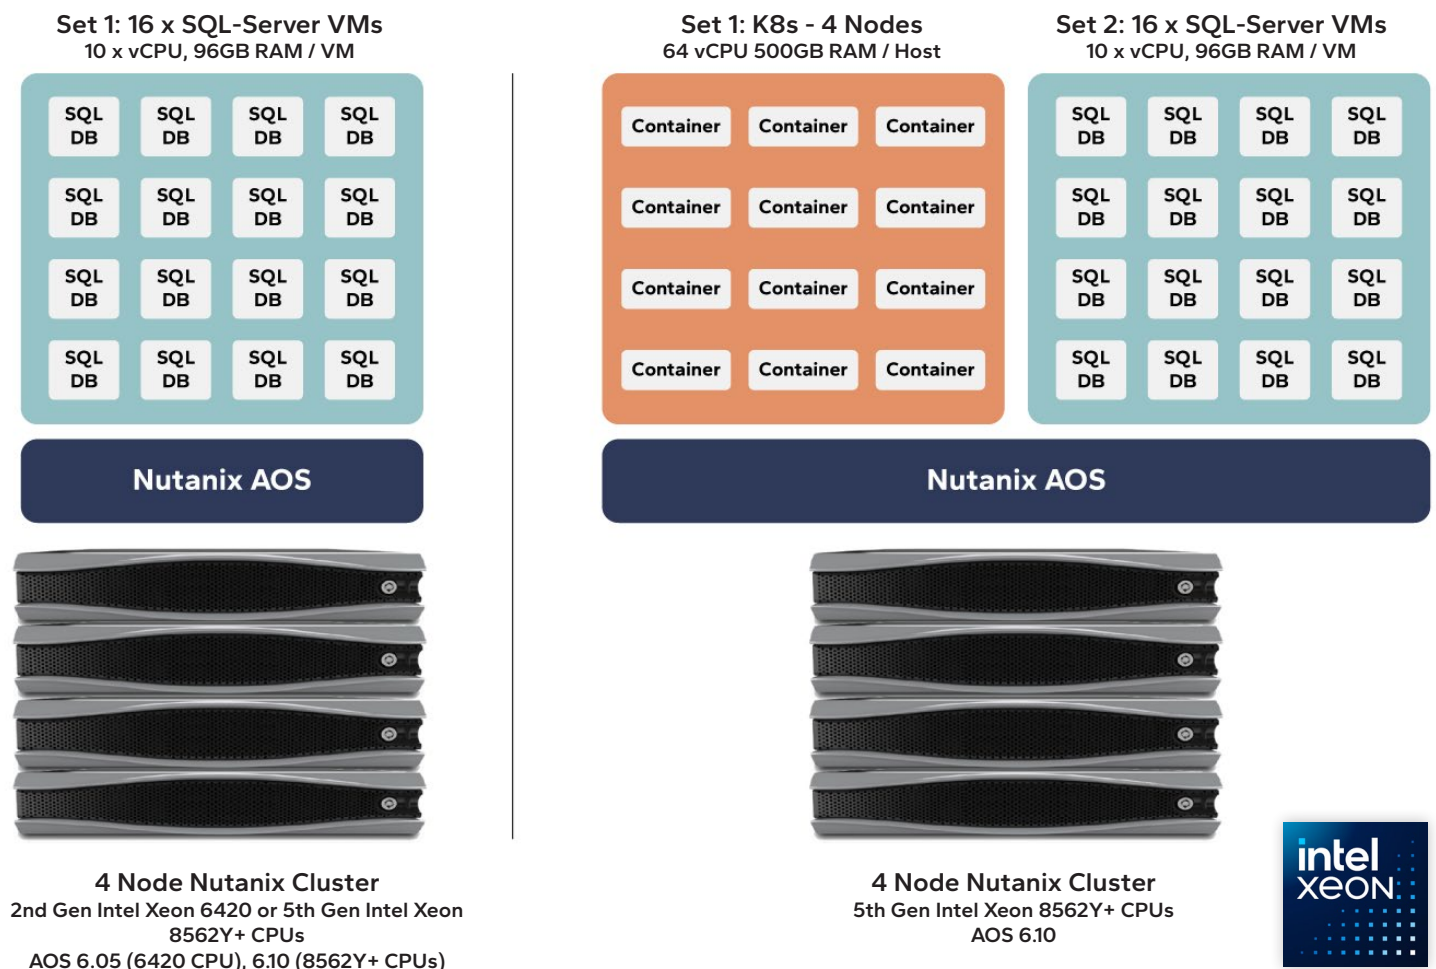 Set 1: 16 x SQL-Server VMs
10 x vCPU, 96GB RAM / VM
SQL
DB
SQL
DB
SQL
DB
SQL
DB
SQL
DB
SQL
DB
SQL
DB
SQL
DB
SQL
DB
SQL
DB
SQL
DB
SQL
DB
SQL
DB
SQL
DB
SQL
DB
SQL
DB
Nutanix AOS
4 Node Nutanix Cluster
2nd Gen Intel Xeon 6420 or 5th Gen Intel Xeon
8562Y+ CPUs
AOS 6.05 (6420 CPU), 6.10 (8562Y+ CPUs)
Set 1: K8s - 4 Nodes
64 vCPU 500GB RAM / Host
Container
Container
Container
Container
Container
Container
Container
Container
Container
Container
Container
Container
Set 2: 16 x SQL-Server VMs
10 x vCPU, 96GB RAM / VM
SQL
DB
SQL
DB
SQL
DB
SQL
DB
SQL
DB
SQL
DB
SQL
DB
SQL
DB
SQL
DB
SQL
DB
SQL
DB
SQL
DB
SQL
DB
SQL
DB
SQL
DB
SQL
DB
Nutanix AOS
4 Node Nutanix Cluster
5th Gen Intel Xeon 8562Y+ CPUs
AOS 6.10
intel
xeon